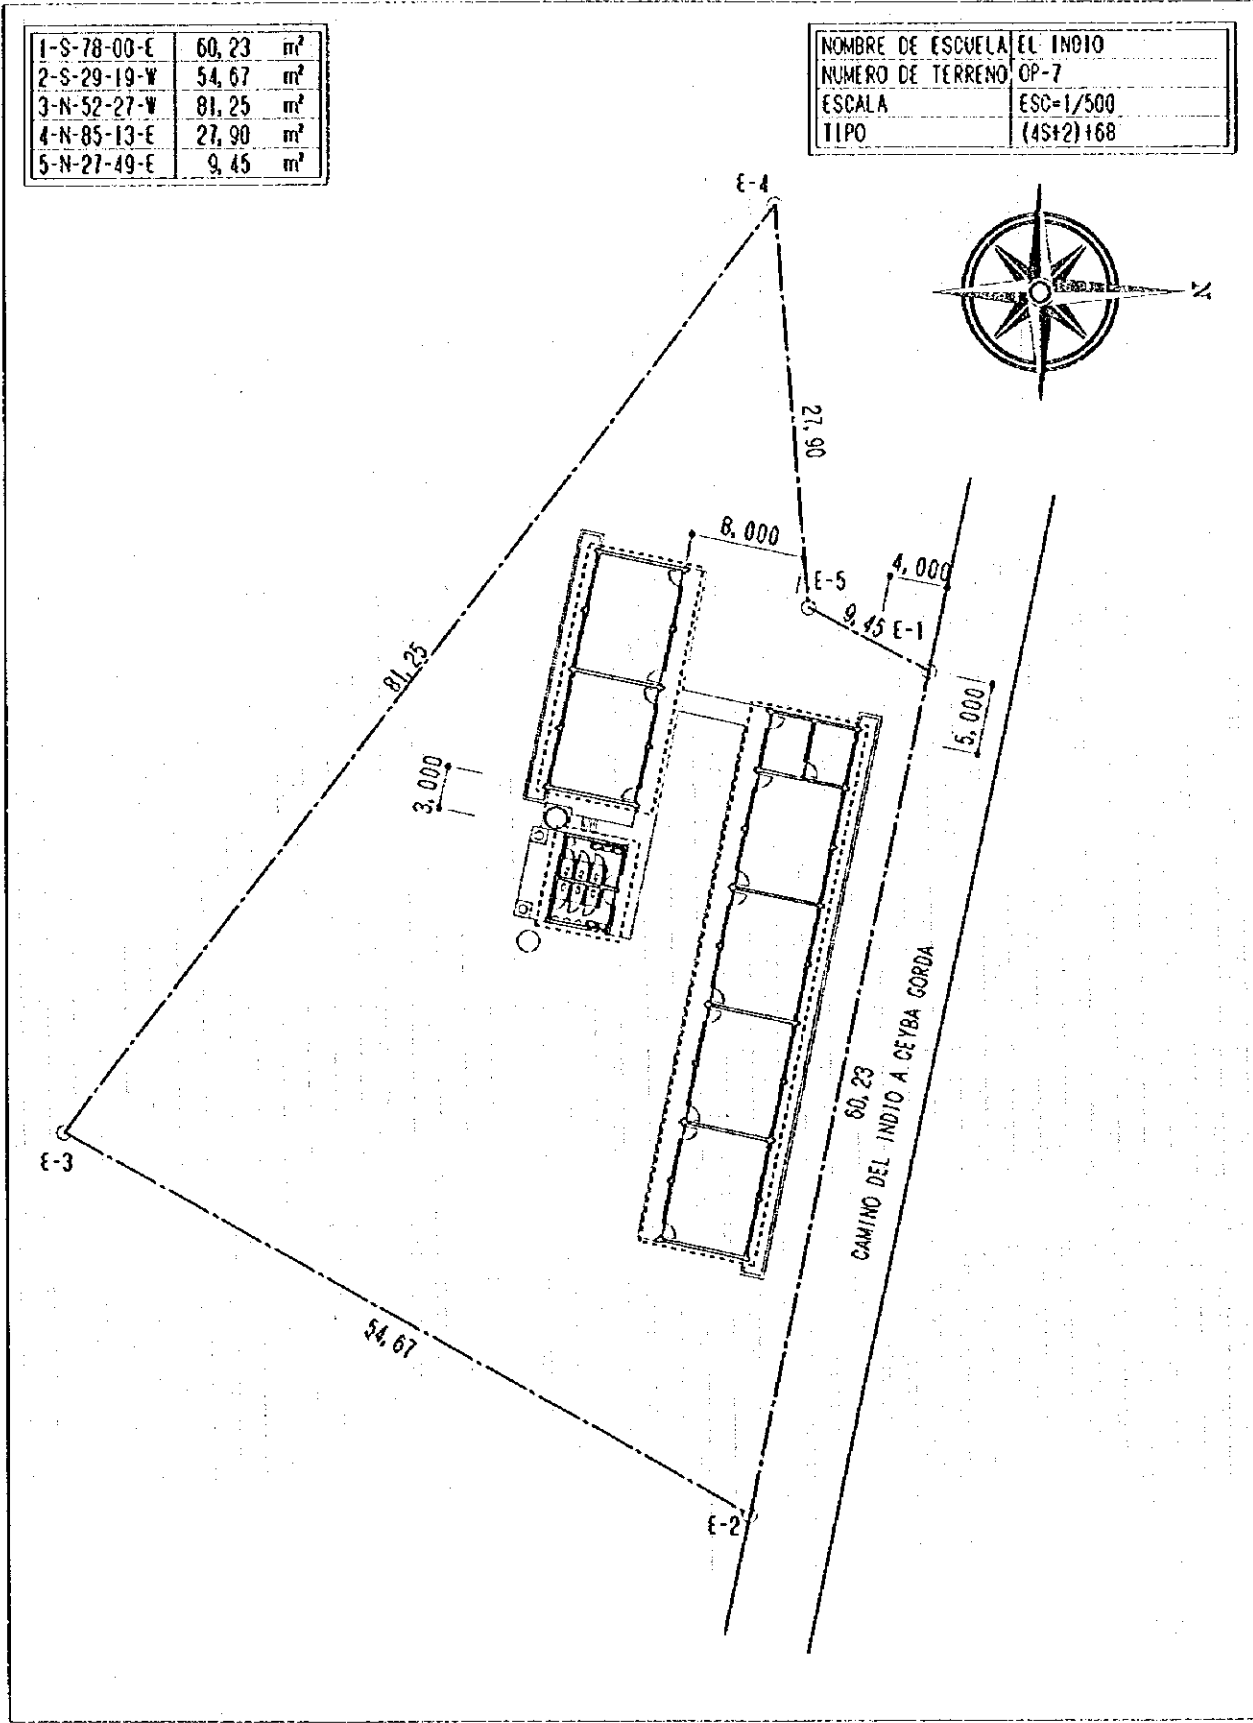 1-S-78-00-E 60,23 m²
2-S-29-19-W 54,67 m²
3-N-52-27-W 81,25 m²
4-N-85-13-E 27,90 m²
5-N-27-49-E 9,45 m²
NOMBRE DE ESCUELA EL INDIO
NUMERO DE TERRENO OP-7
ESCALA ESC=1/500
TIPO (4S+2)+68
E-4
N
27,90
8,000
4,000
E-5
9,45 E-1
81,25
5,000
3,000
60,23
CAMINO DEL INDIO A CEYBA GORDA
E-3
54,67
E-2